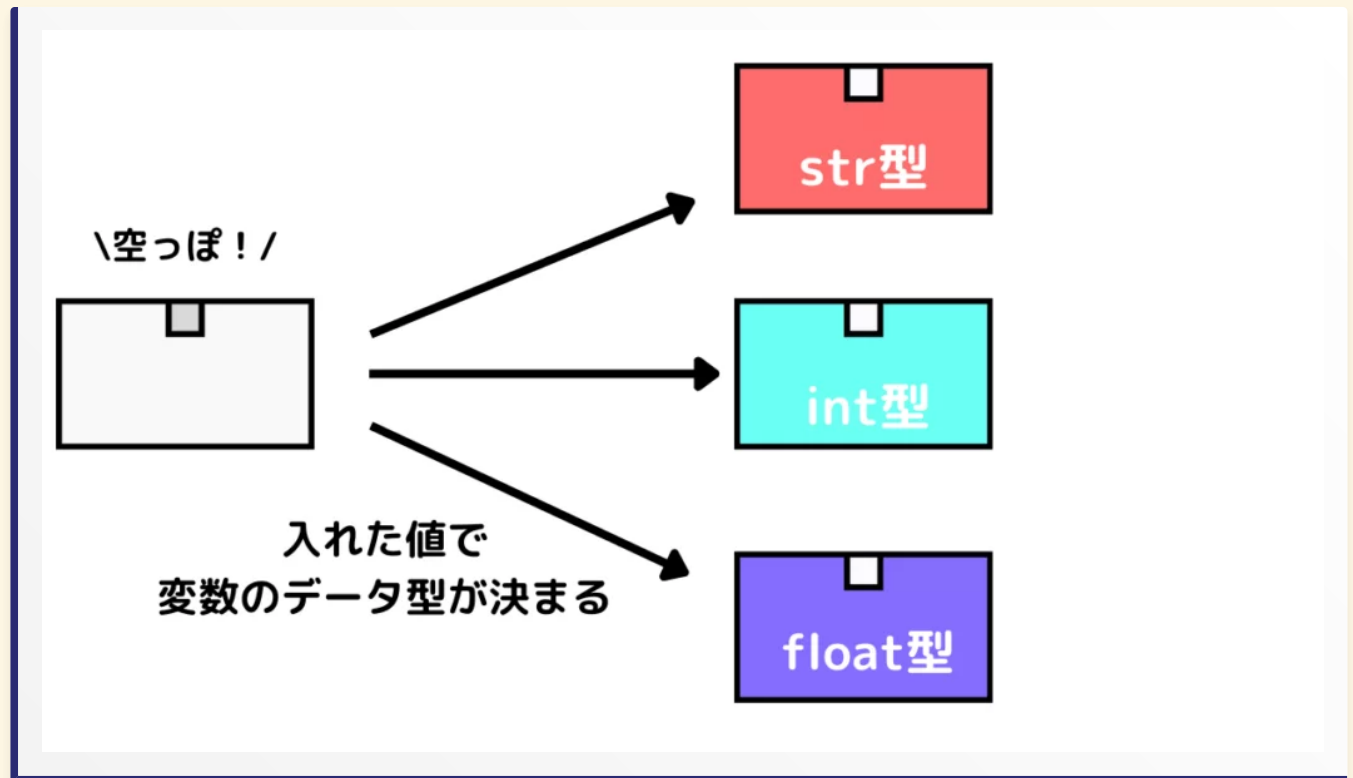 \空っぽ！/
入れた値で
変数のデータ型が決まる
str型
int型
float型